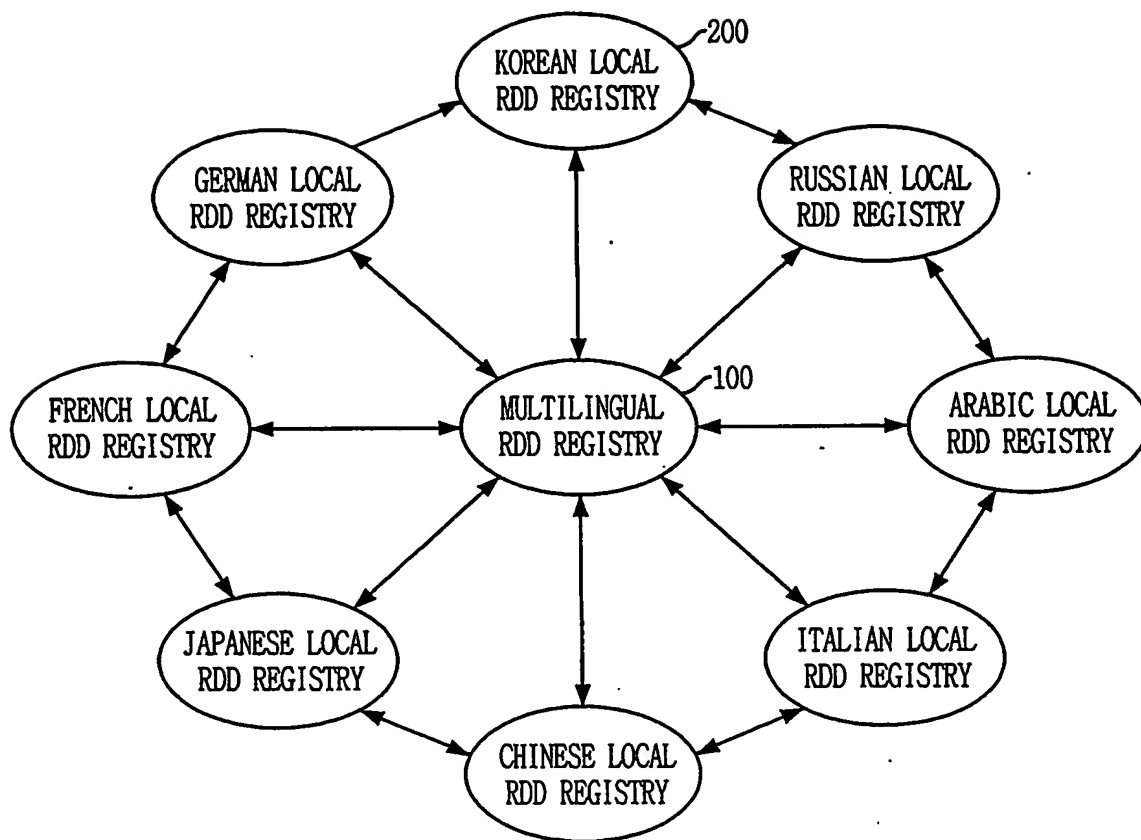 200
KOREAN LOCAL
RDD REGISTRY
GERMAN LOCAL
RDD REGISTRY
RUSSIAN LOCAL
RDD REGISTRY
100
FRENCH LOCAL
RDD REGISTRY
MULTILINGUAL
RDD REGISTRY
ARABIC LOCAL
RDD REGISTRY
JAPANESE LOCAL
RDD REGISTRY
ITALIAN LOCAL
RDD REGISTRY
CHINESE LOCAL
RDD REGISTRY